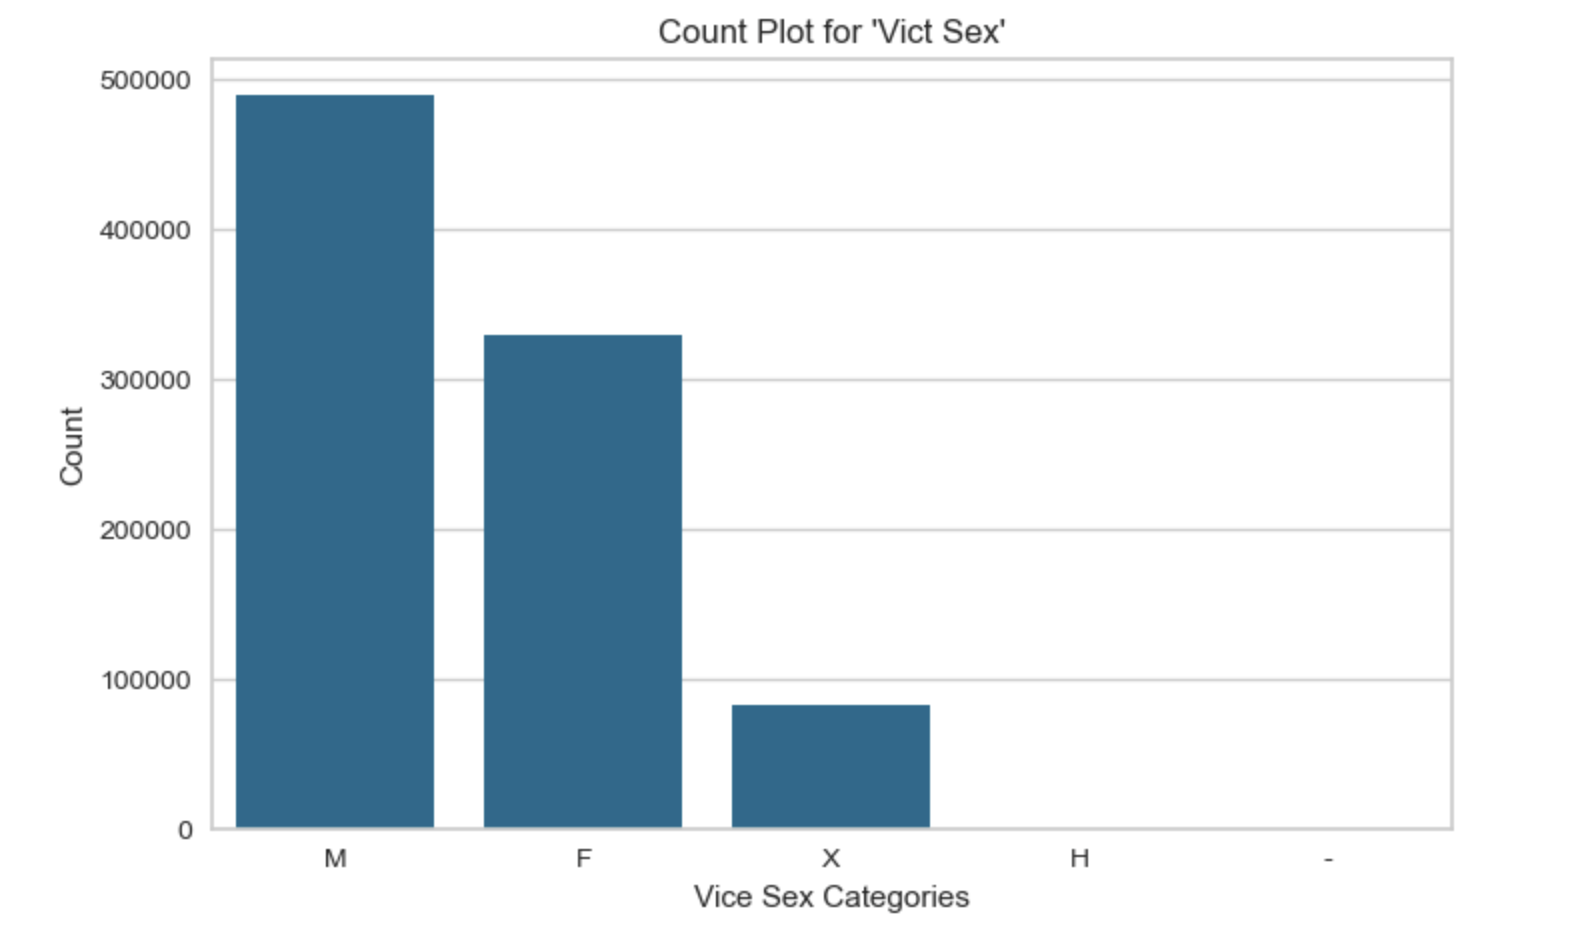 Count Plot for 'Vict Sex'
500000
400000
300000
200000
100000
0
Count
M F X H -
Vice Sex Categories